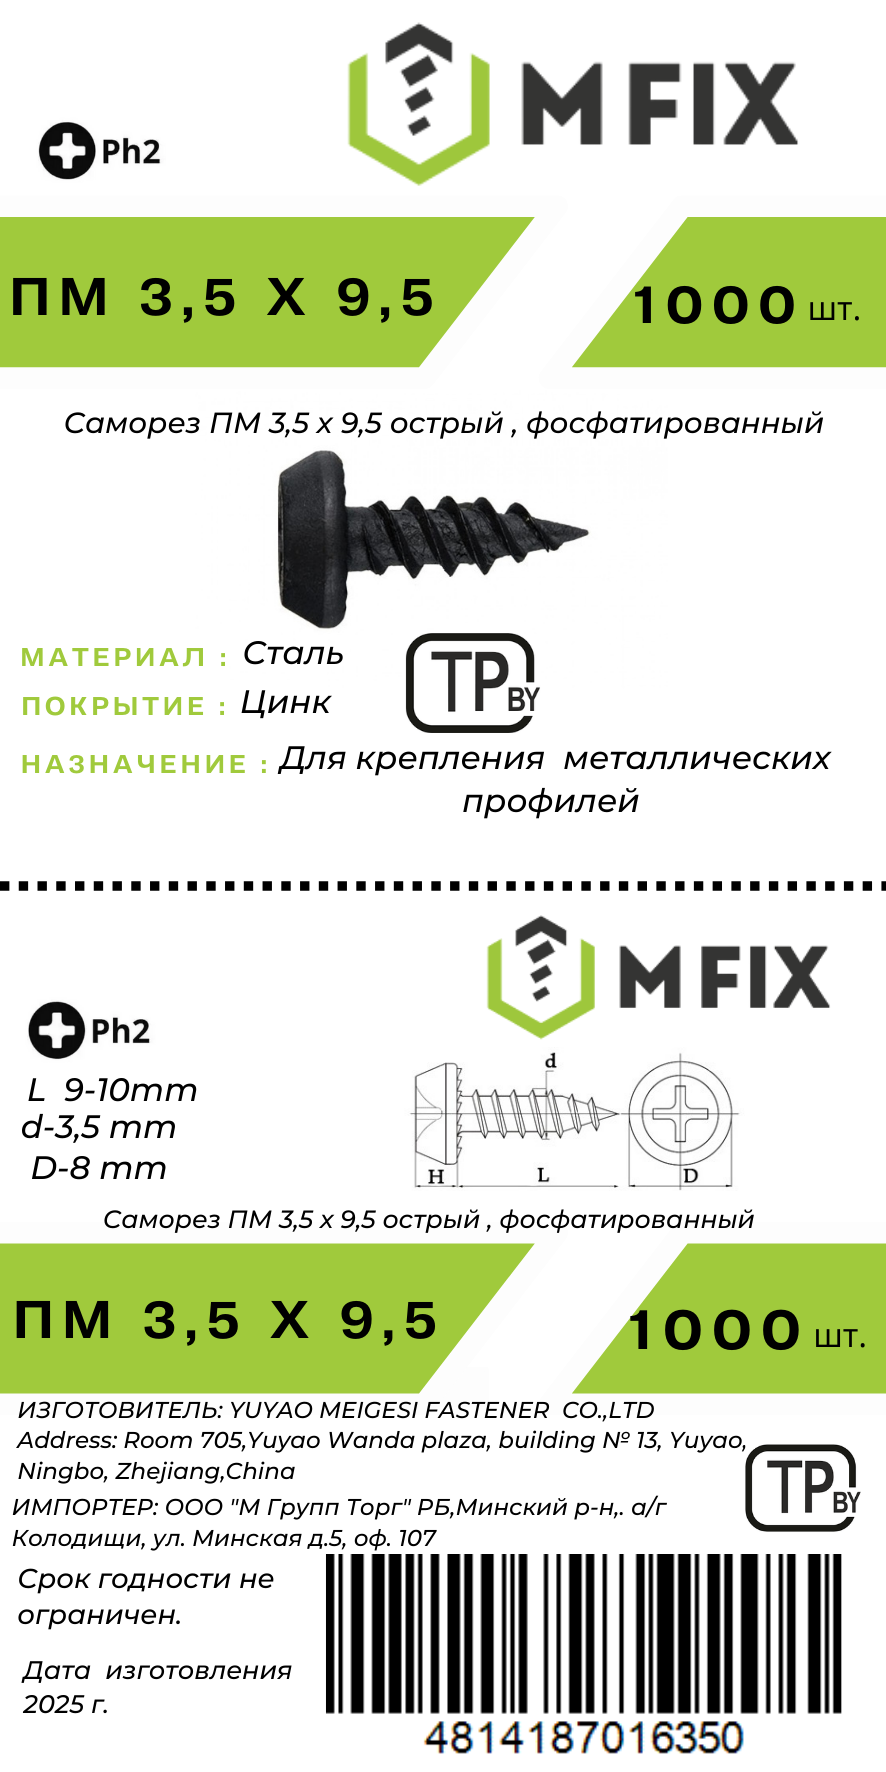 MFIX
Ph2
ПМ 3,5 Х 9,5
1000 шт.
Саморез ПМ 3,5 х 9,5 острый , фосфатированный
МАТЕРИАЛ : Сталь
ПОКРЫТИЕ : Цинк
ТР BY
НАЗНАЧЕНИЕ : Для крепления металлических
профилей
MFIX
Ph2
L 9-10mm
d-3,5 mm
D-8 mm
d
H L D
Саморез ПМ 3,5 х 9,5 острый , фосфатированный
ПМ 3,5 Х 9,5
1000 шт.
ИЗГОТОВИТЕЛЬ: YUYAO MEIGESI FASTENER CO.,LTD
Address: Room 705,Yuyao Wanda plaza, building № 13, Yuyao,
Ningbo, Zhejiang,China
ТР BY
ИМПОРТЕР: ООО "М Групп Торг" РБ,Минский р-н,. а/г
Колодищи, ул. Минская д.5, оф. 107
Срок годности не
ограничен.
Дата изготовления
2025 г.
4814187016350